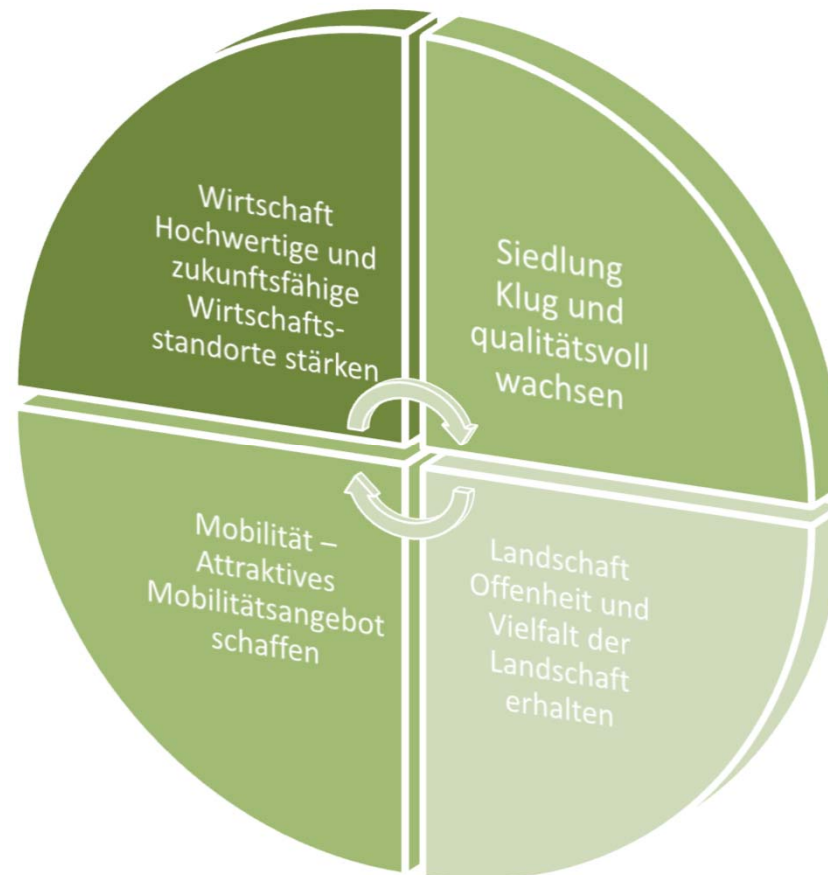 Wirtschaft
Hochwertige und
zukunftsfähige
Wirtschafts-
standorte stärken
Siedlung
Klug und
qualitätsvoll
wachsen
Mobilität –
Attraktives
Mobilitätsangebot
schaffen
Landschaft
Offenheit und
Vielfalt der
Landschaft
erhalten